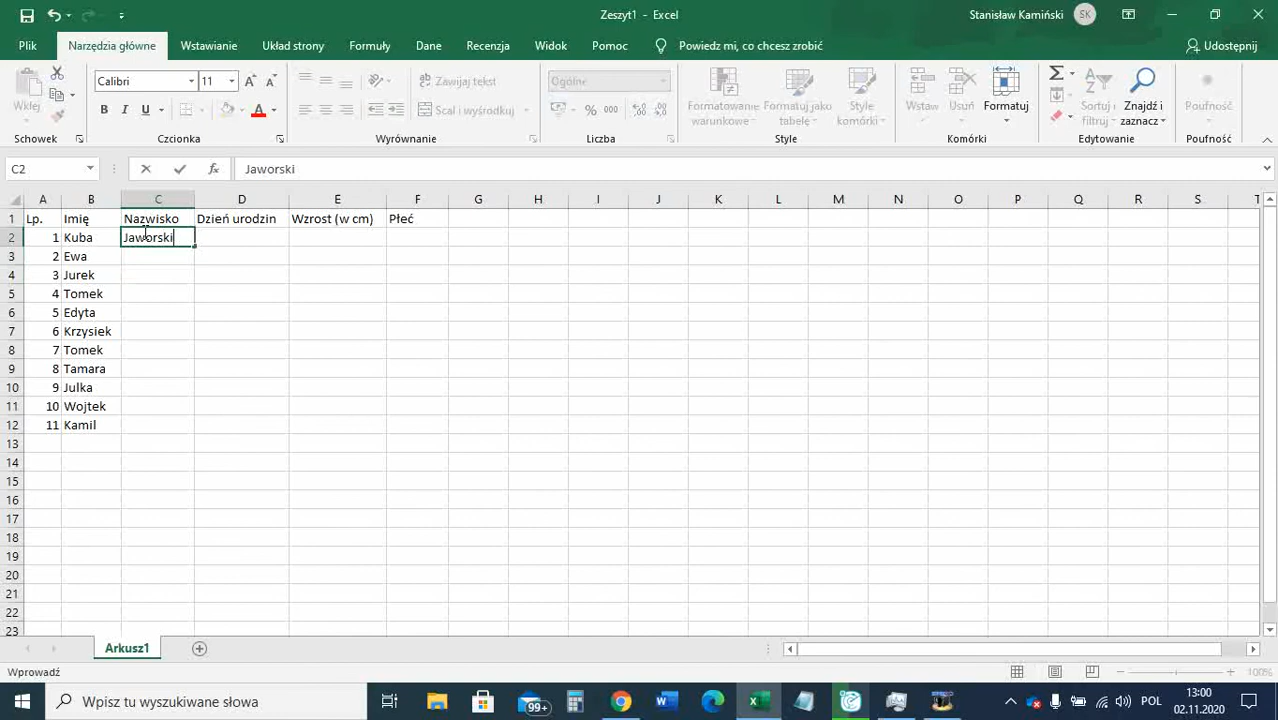 Zeszyt1 - Excel
Stanisław Kamiński SK
Plik Narzędzia główne Wstawianie Układ strony Formuły Dane Recenzja Widok Pomoc Powiedz mi, co chcesz zrobić Udostępnij
Wklej
Calibri 11
B I U A
Zawijaj tekst
Scal i wyśrodkuj
Ogólne
%
Formatowanie warunkowe
Formatuj jako tabelę
Style komórki
Wstaw
Usuń
Formatuj
Sortuj i filtruj
Znajdź i zaznacz
Poufność
Schowek Czcionka Wyrównanie Liczba Style Komórki Edytowanie Poufność
C2 fx Jaworski
A B C D E F G H I J K L M N O P Q R S T
1 Lp. Imię Nazwisko Dzień urodzin Wzrost (w cm) Płeć
2 1 Kuba Jaworski
3 2 Ewa
4 3 Jurek
5 4 Tomek
6 5 Edyta
7 6 Krzysiek
8 7 Tomek
9 8 Tamara
10 9 Julka
11 10 Wojtek
12 11 Kamil
13
14
15
16
17
18
19
20
21
22
23
Arkusz1
Wprowadź 100%
Wpisz tu wyszukiwane słowa 99+ POL 13:00
02.11.2020